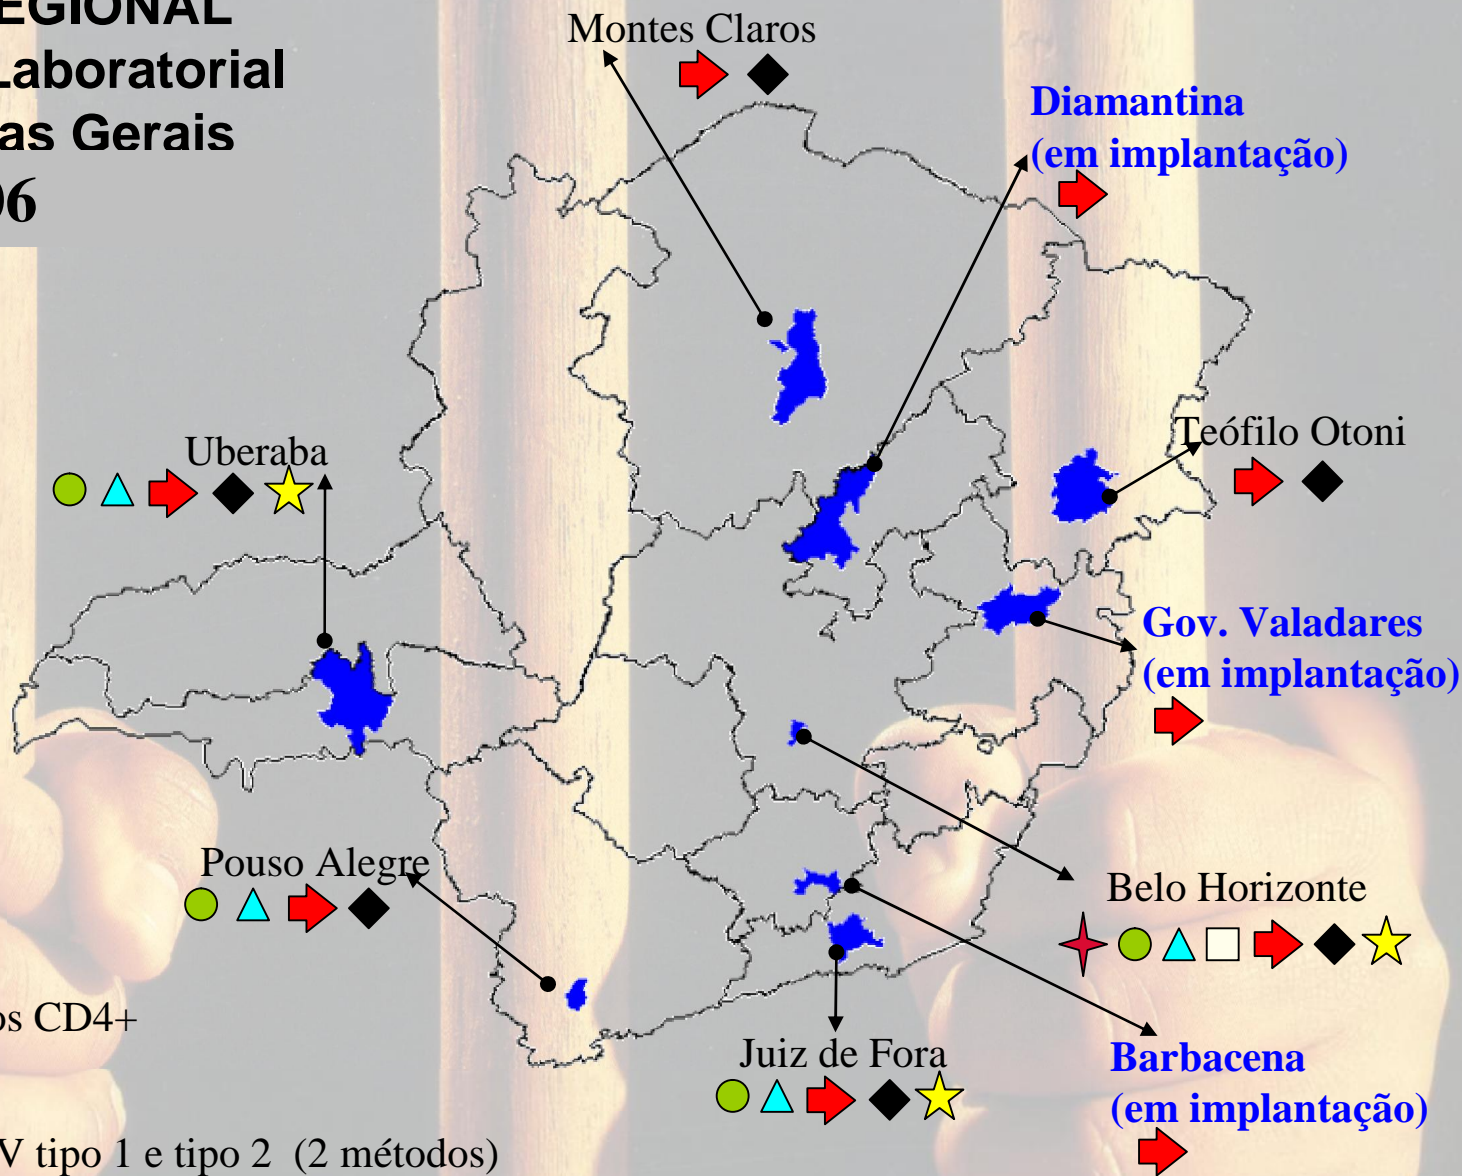 EGIONAL
Laboratorial
as Gerais
06
Montes Claros
Diamantina
(em implantação)
Uberaba
Teófilo Otoni
Gov. Valadares
(em implantação)
Pouso Alegre
Belo Horizonte
os CD4+
Juiz de Fora
Barbacena
(em implantação)
V tipo 1 e tipo 2 (2 métodos)